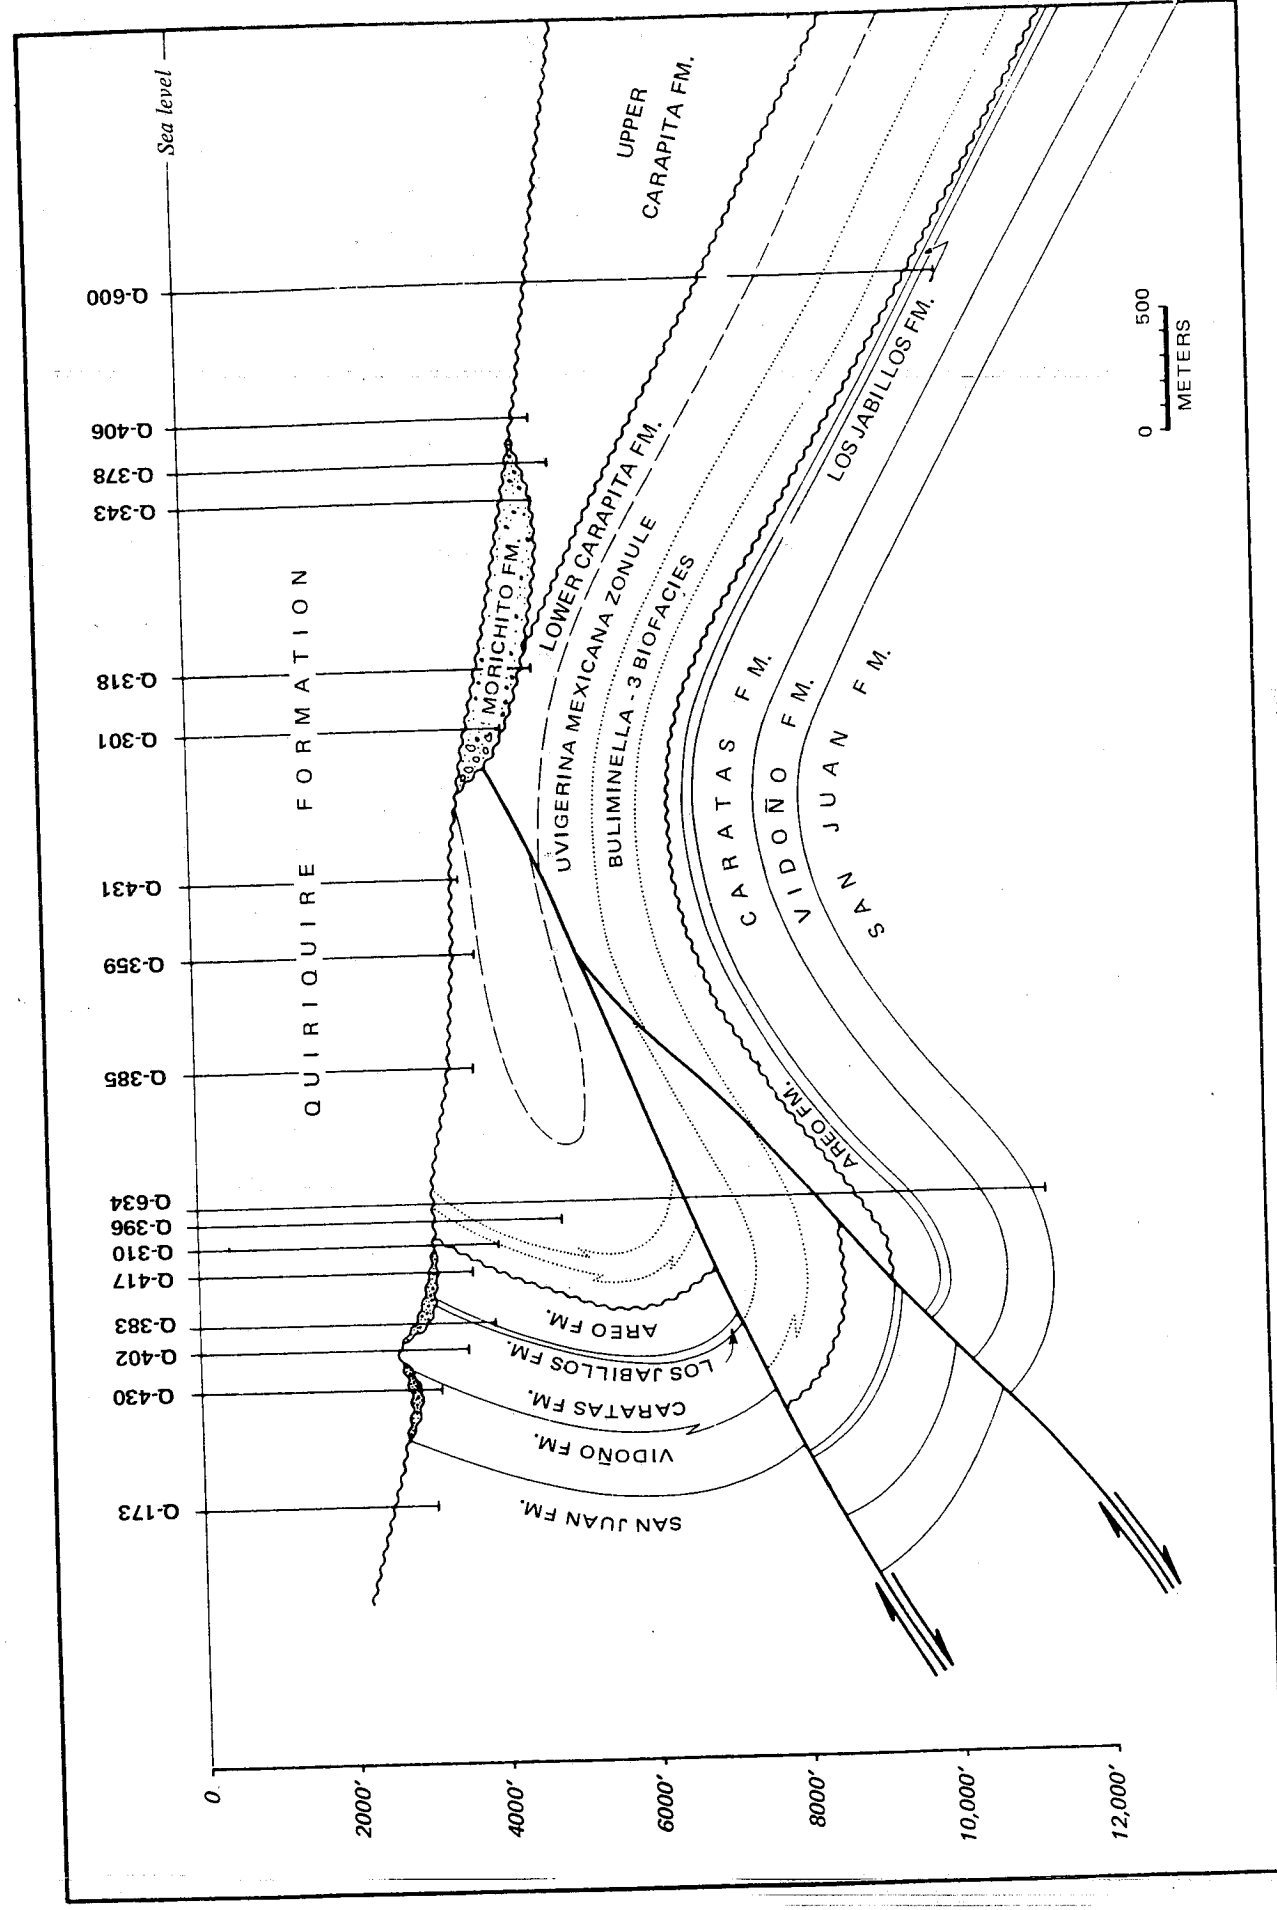 Sea level
Q-173
Q-430
Q-402
Q-383
Q-417
Q-310
Q-396
Q-634
Q-385
Q-359
Q-431
Q-301
Q-318
Q-343
Q-378
Q-406
Q-600
QUIRIQUIRE FORMATION
MORICHITO FM.
UPPER
CARAPITA FM.
LOWER CARAPITA FM.
UVIGERINA MEXICANA ZONULE
BULIMINELLA - 3 BIOFACIES
AREO FM.
LOS JABILLOS FM.
CARATAS FM.
VIDOÑO FM.
SAN JUAN FM.
AREO FM.
LOS JABILLOS FM.
CARATAS FM.
VIDOÑO FM.
SAN JUAN FM.
0
2000'
4000'
6000'
8000'
10,000'
12,000'
0 500
METERS